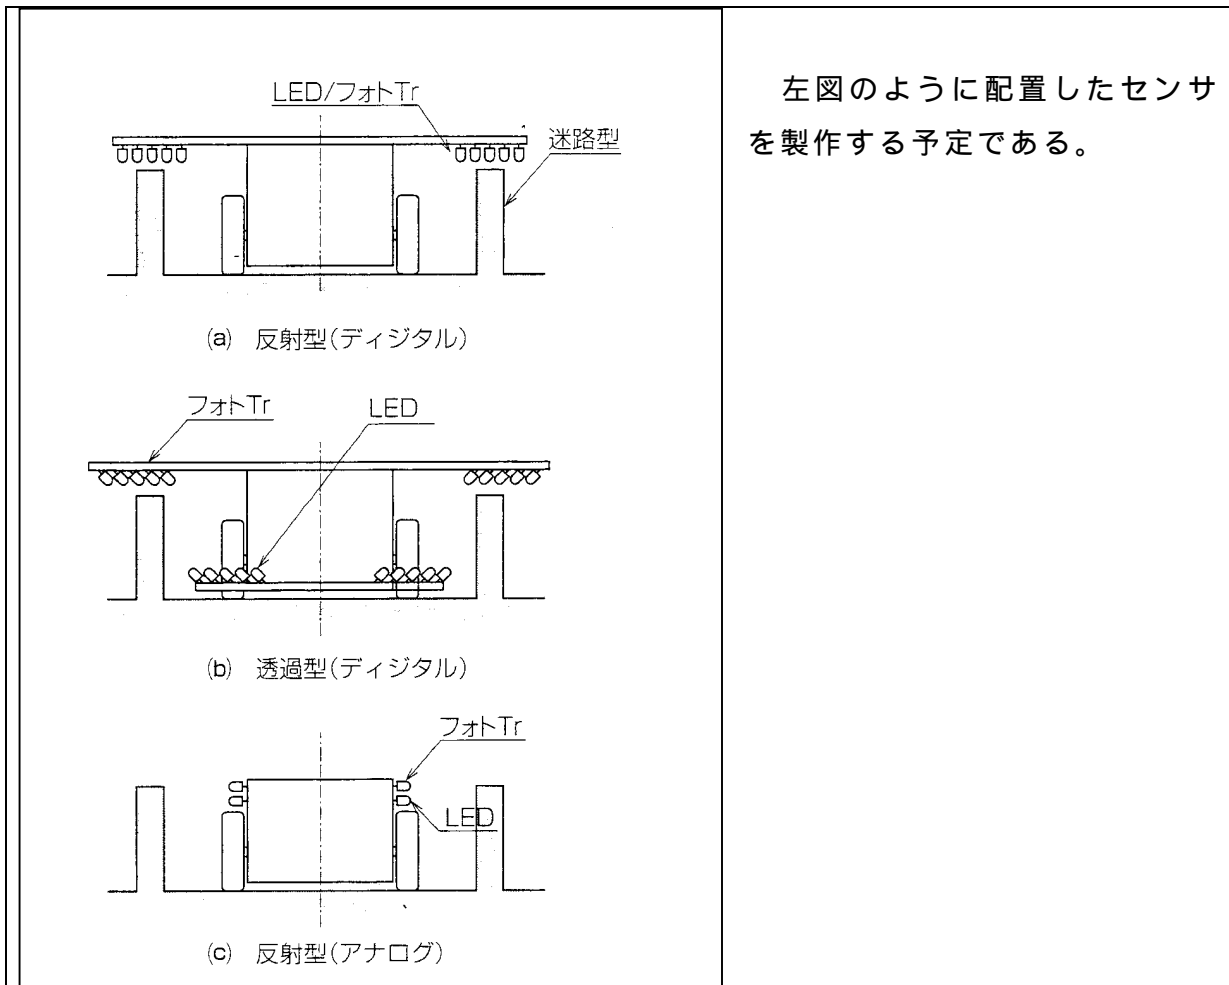 LED/フォトTr
迷路型
(a) 反射型(ディジタル)
フォトTr
LED
(b) 透過型(ディジタル)
フォトTr
LED
(c) 反射型(アナログ)
左図のように配置したセンサ
を製作する予定である。